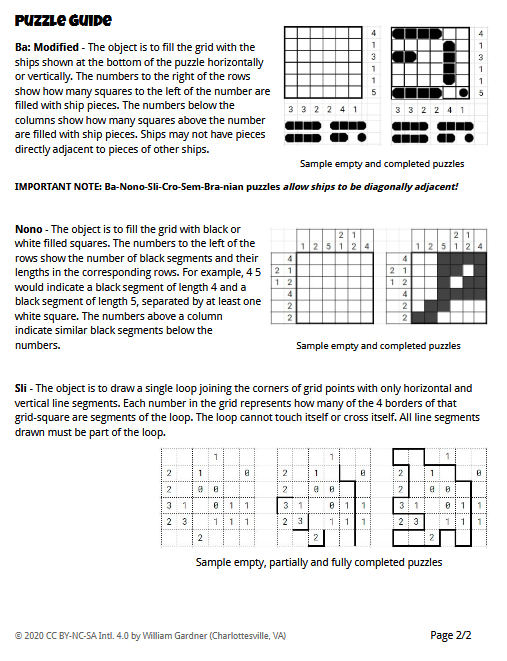 PUZZLE GUIDE
Ba: Modified - The object is to fill the grid with the
ships shown at the bottom of the puzzle horizontally
or vertically. The numbers to the right of the rows
show how many squares to the left of the number are
filled with ship pieces. The numbers below the
columns show how many squares above the number
are filled with ship pieces. Ships may not have pieces
directly adjacent to pieces of other ships.
4 4
1 1
3 3
1 1
1 1
5 5
3 3 2 2 4 1 3 3 2 2 4 1
Sample empty and completed puzzles
IMPORTANT NOTE: Ba-Nono-Sli-Cro-Sem-Bra-nian puzzles allow ships to be diagonally adjacent!
Nono - The object is to fill the grid with black or
white filled squares. The numbers to the left of the
rows show the number of black segments and their
lengths in the corresponding rows. For example, 4 5
would indicate a black segment of length 4 and a
black segment of length 5, separated by at least one
white square. The numbers above a column
indicate similar black segments below the
numbers.
2 1 2 1
1 2 5 1 2 4 1 2 5 1 2 4
4 4
2 1 2 1
1 2 1 2
4 4
2 2
2 2
Sample empty and completed puzzles
Sli - The object is to draw a single loop joining the corners of grid points with only horizontal and
vertical line segments. Each number in the grid represents how many of the 4 borders of that
grid-square are segments of the loop. The loop cannot touch itself or cross itself. All line segments
drawn must be part of the loop.
1 1 1
2 1 0 2 1 0 2 1 0
2 0 0 2 0 0 2 0 0
3 1 0 1 1 3 1 0 1 1 3 1 0 1 1
2 3 1 1 1 2 3 1 1 1 2 3 1 1 1
2 2 2
Sample empty, partially and fully completed puzzles
© 2020 CC BY-NC-SA Intl. 4.0 by William Gardner (Charlottesville, VA) Page 2/2